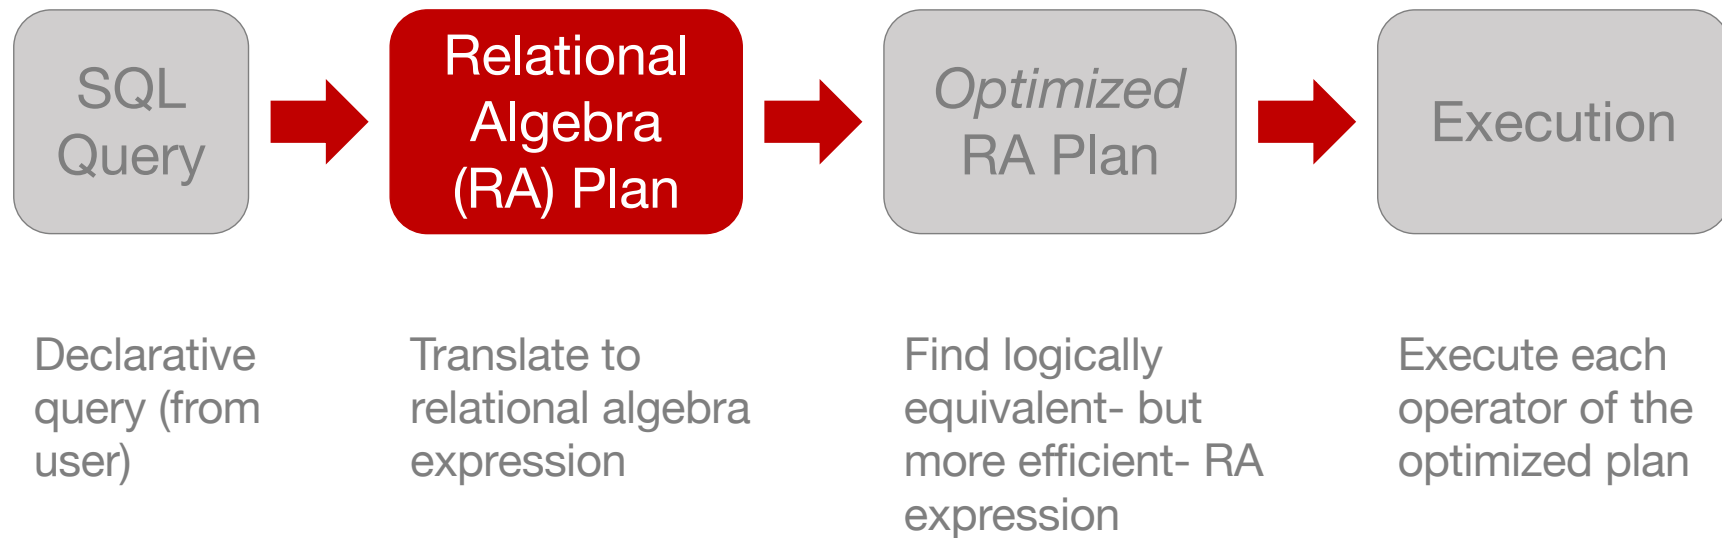 SQL
Query
Relational
Algebra
(RA) Plan
Optimized
RA Plan
Execution
Declarative
query (from
user)
Translate to
relational algebra
expression
Find logically
equivalent- but
more efficient- RA
expression
Execute each
operator of the
optimized plan